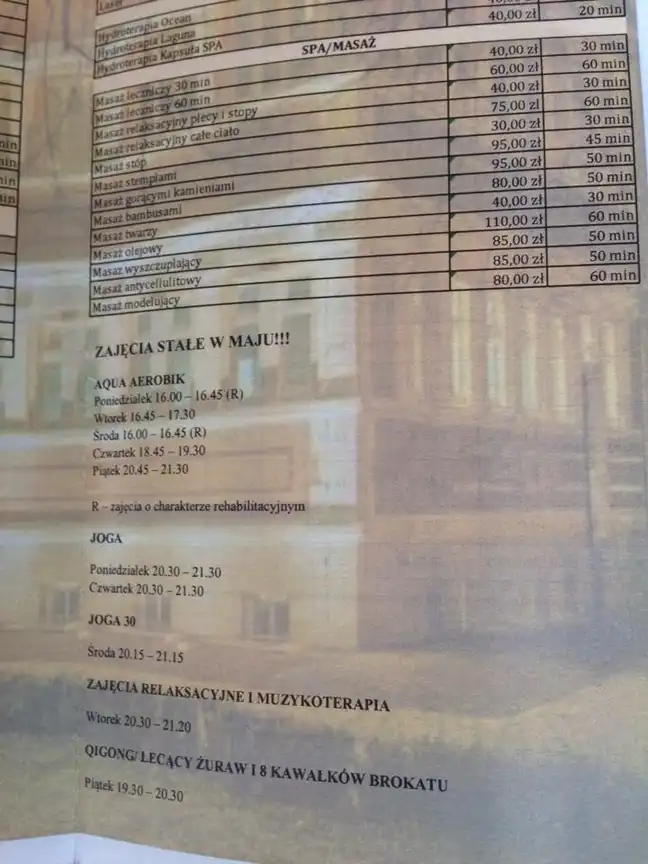 Laser
Hydroterapia Ocean
Hydroterapia Laguna
Hydroterapia Kapsuła SPA 40,00 zł 20 min
SPA/MASAŻ
Masaż leczniczy 30 min 40,00 zł 30 min
Masaż leczniczy 60 min 60,00 zł 60 min
Masaż relaksacyjny plecy i stopy 40,00 zł 30 min
Masaż relaksacyjny całe ciało 75,00 zł 60 min
Masaż stóp 30,00 zł 30 min
Masaż stemplami 95,00 zł 45 min
Masaż gorącymi kamieniami 95,00 zł 50 min
Masaż bambusami 80,00 zł 50 min
Masaż twarzy 40,00 zł 30 min
Masaż olejowy 110,00 zł 60 min
Masaż wyszczuplający 85,00 zł 50 min
Masaż antycellulitowy 85,00 zł 50 min
Masaż modelujący 80,00 zł 60 min
ZAJĘCIA STAŁE W MAJU!!!
AQUA AEROBIK
Poniedziałek 16.00 – 16.45 (R)
Wtorek 16.45 – 17.30
Środa 16.00 – 16.45 (R)
Czwartek 18.45 – 19.30
Piątek 20.45 – 21.30
R – zajęcia o charakterze rehabilitacyjnym
JOGA
Poniedziałek 20.30 – 21.30
Czwartek 20.30 – 21.30
JOGA 30
Środa 20.15 – 21.15
ZAJĘCIA RELAKSACYJNE I MUZYKOTERAPIA
Wtorek 20.30 – 21.20
QIGONG/ LECĄCY ŻURAW I 8 KAWAŁKÓW BROKATU
Piątek 19.30 – 20.30